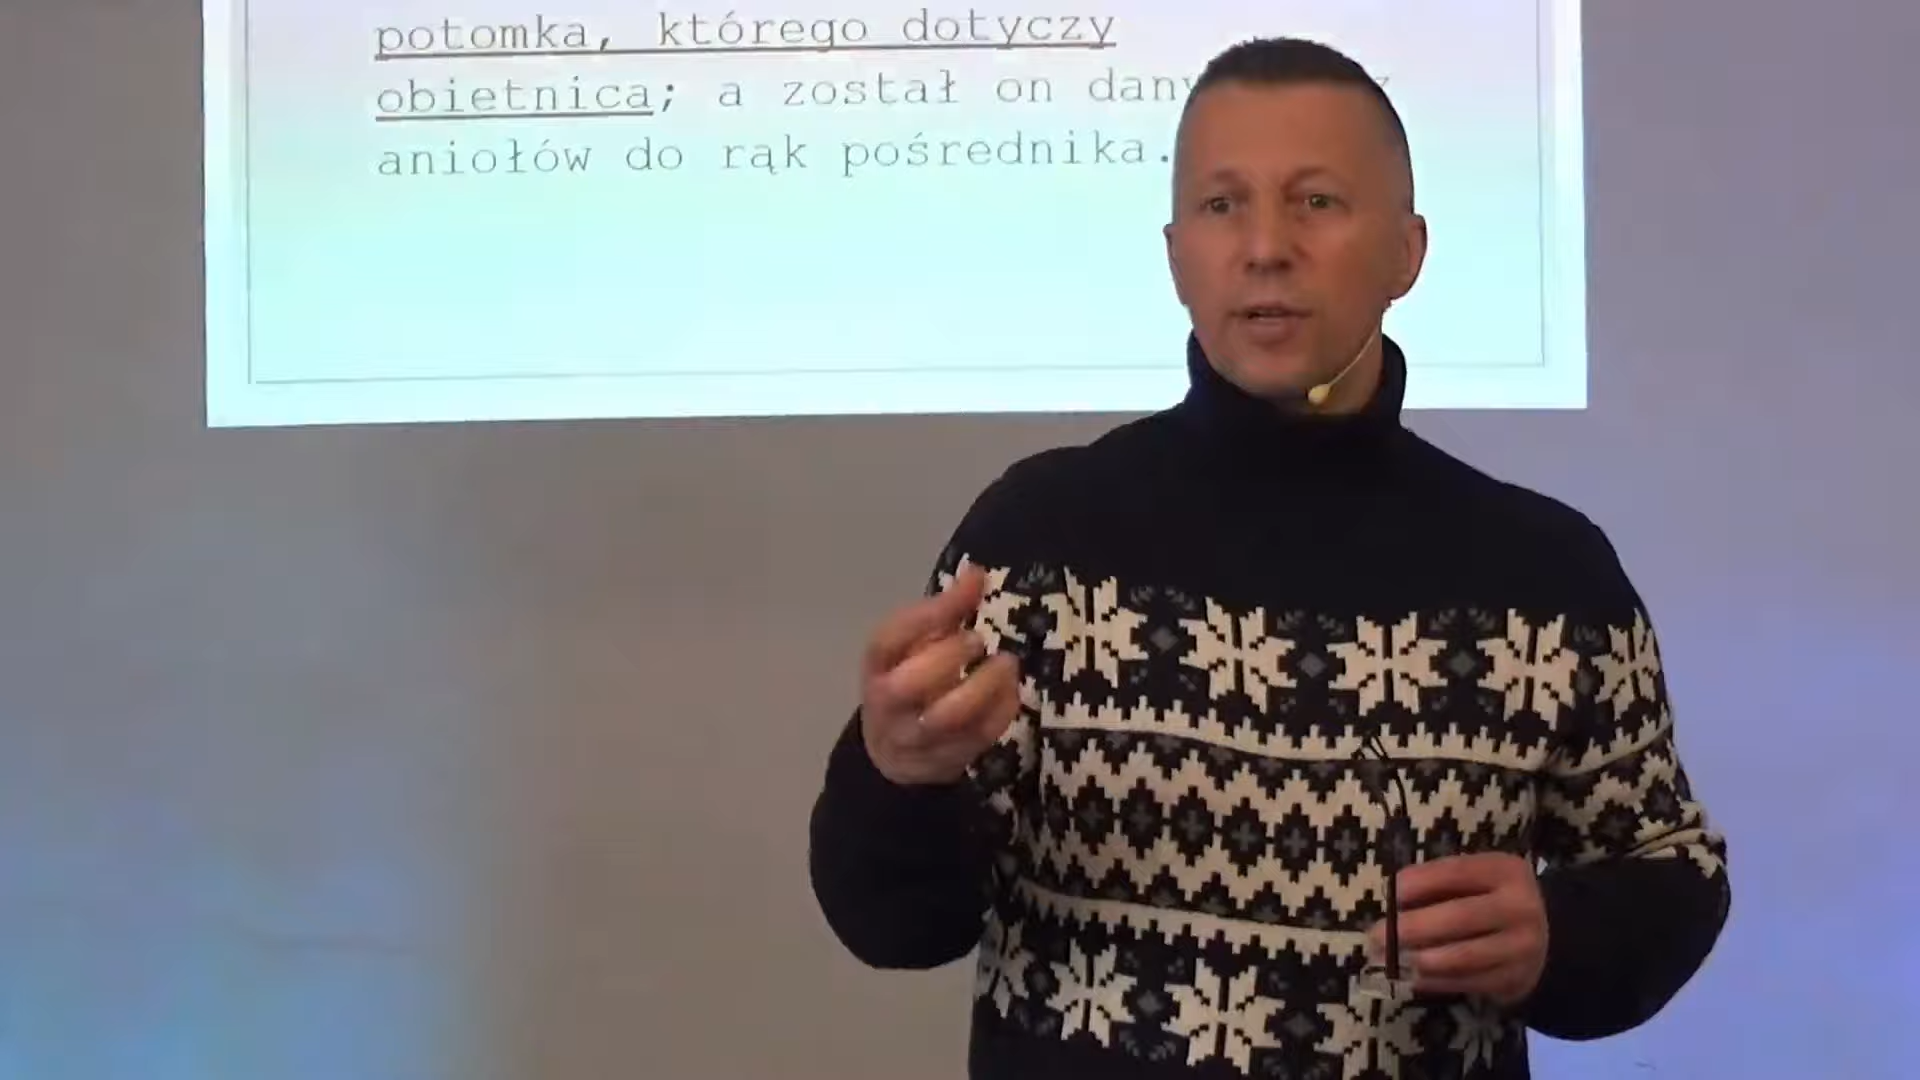 potomka, którego dotyczy
obietnica; a został on
aniołów do rąk pośrednika.